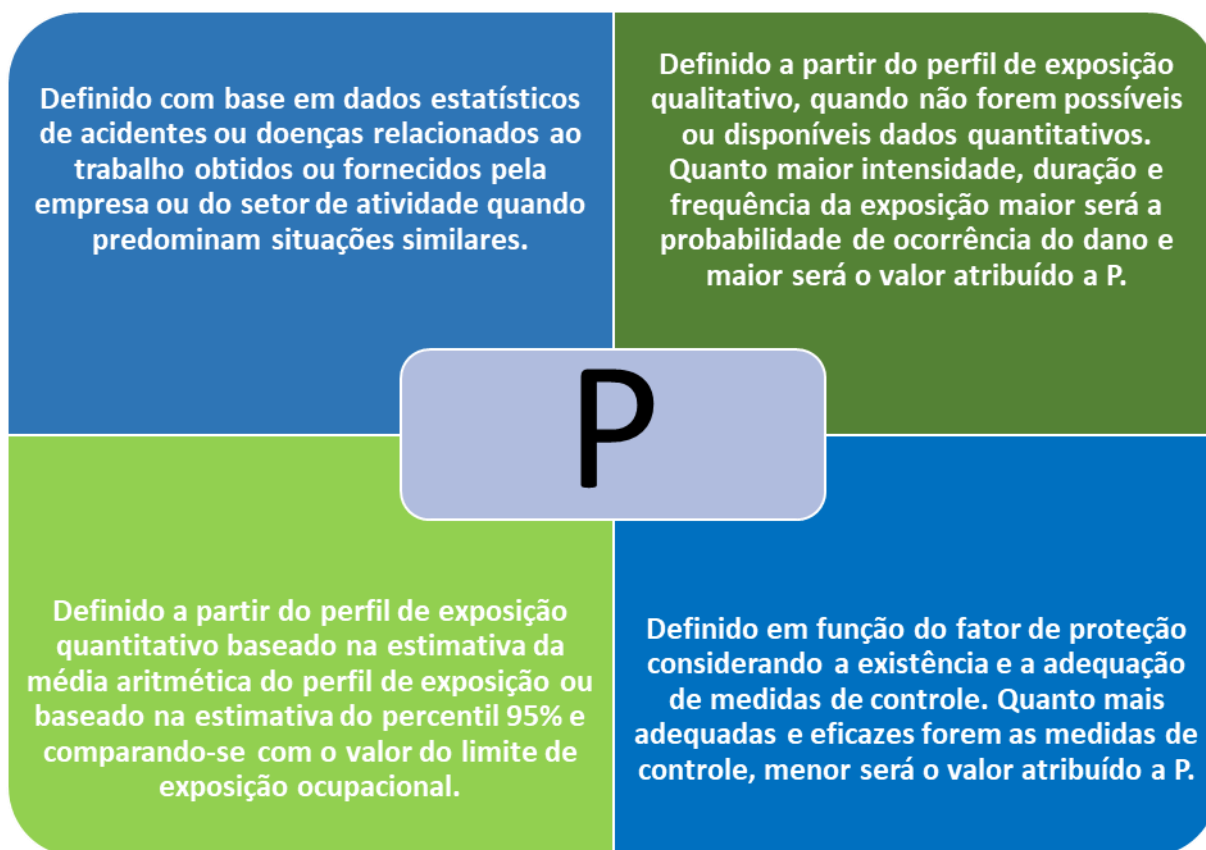 Definido com base em dados estatísticos
de acidentes ou doenças relacionados ao
trabalho obtidos ou fornecidos pela
empresa ou do setor de atividade quando
predominam situações similares.
Definido a partir do perfil de exposição
qualitativo, quando não forem possíveis
ou disponíveis dados quantitativos.
Quanto maior intensidade, duração e
frequência da exposição maior será a
probabilidade de ocorrência do dano e
maior será o valor atribuído a P.
P
Definido a partir do perfil de exposição
quantitativo baseado na estimativa da
média aritmética do perfil de exposição ou
baseado na estimativa do percentil 95% e
comparando-se com o valor do limite de
exposição ocupacional.
Definido em função do fator de proteção
considerando a existência e a adequação
de medidas de controle. Quanto mais
adequadas e eficazes forem as medidas de
controle, menor será o valor atribuído a P.